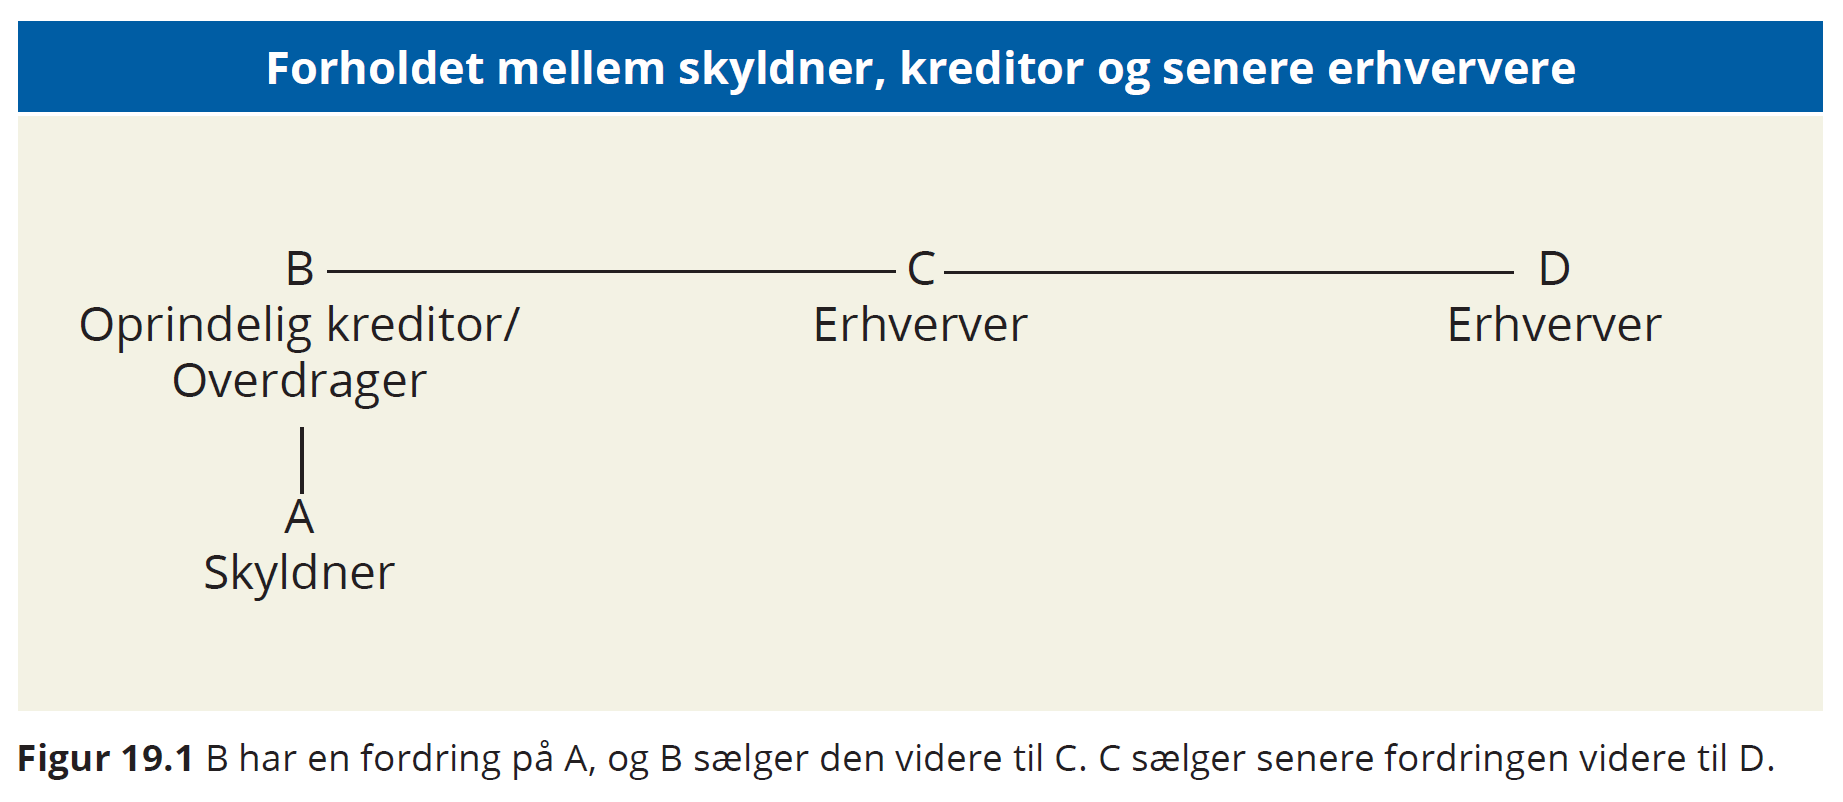 Forholdet mellem skyldner, kreditor og senere erhververe
B C D
Oprindelig kreditor/ Erhverver Erhverver
Overdrager
A
Skyldner
Figur 19.1 B har en fordring på A, og B sælger den videre til C. C sælger senere fordringen videre til D.